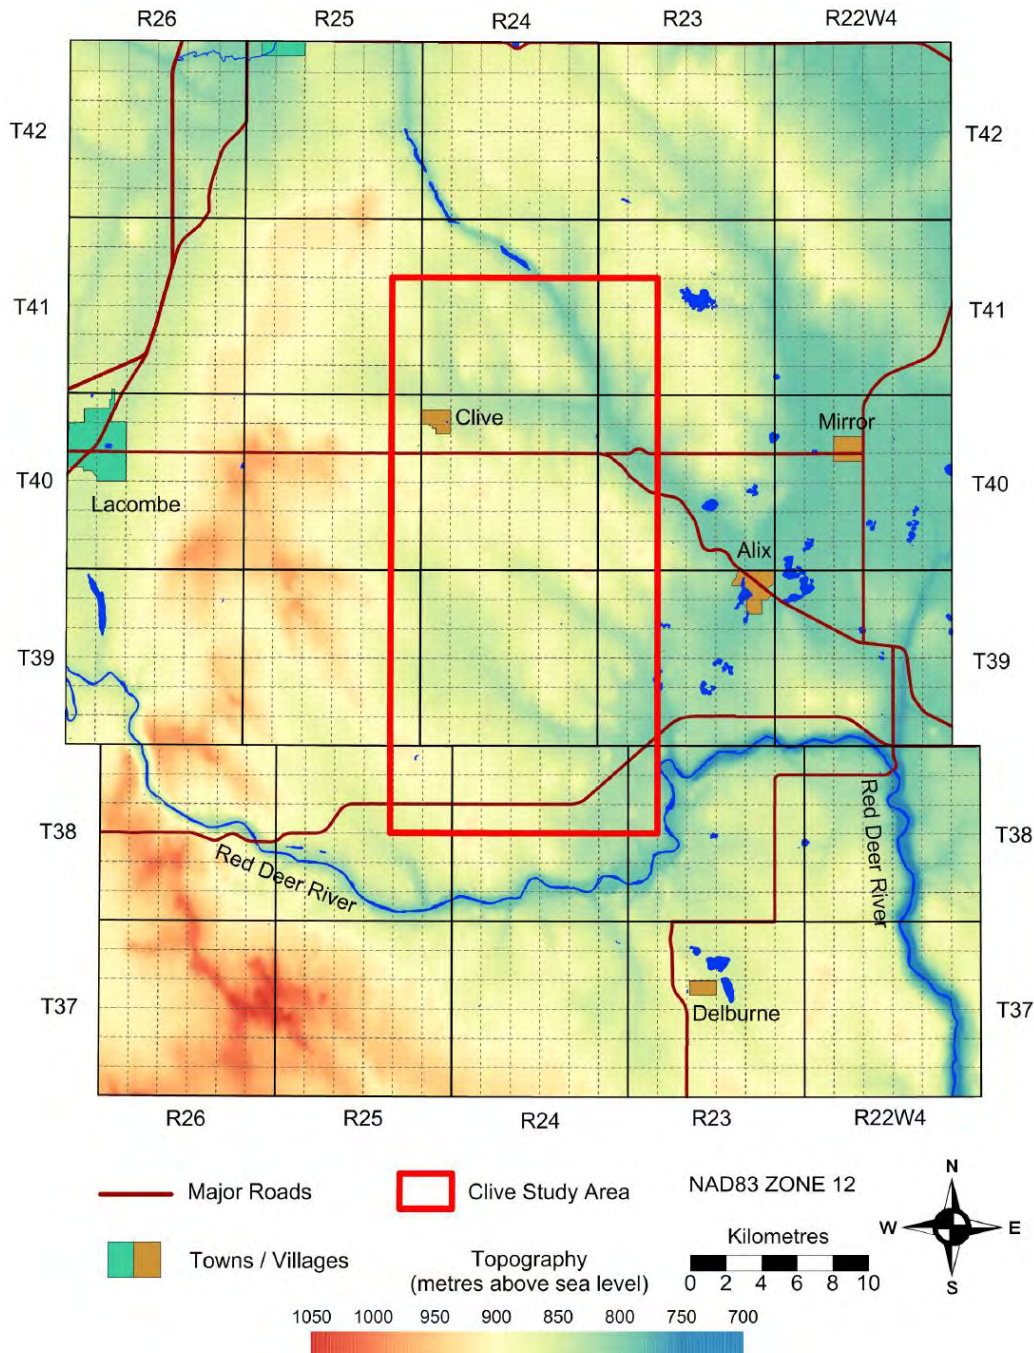 R26 R25 R24 R23 R22W4
T42 T42
T41 T41
Clive
Mirror
T40 T40
Lacombe
Alix
T39 T39
T38 T38
Red Deer River
Red Deer River
T37 T37
Delburne
R26 R25 R24 R23 R22W4
Major Roads
Clive Study Area
NAD83 ZONE 12
N
W E
S
Towns / Villages
Topography
(metres above sea level)
Kilometres
0 2 4 6 8 10
1050 1000 950 900 850 800 750 700